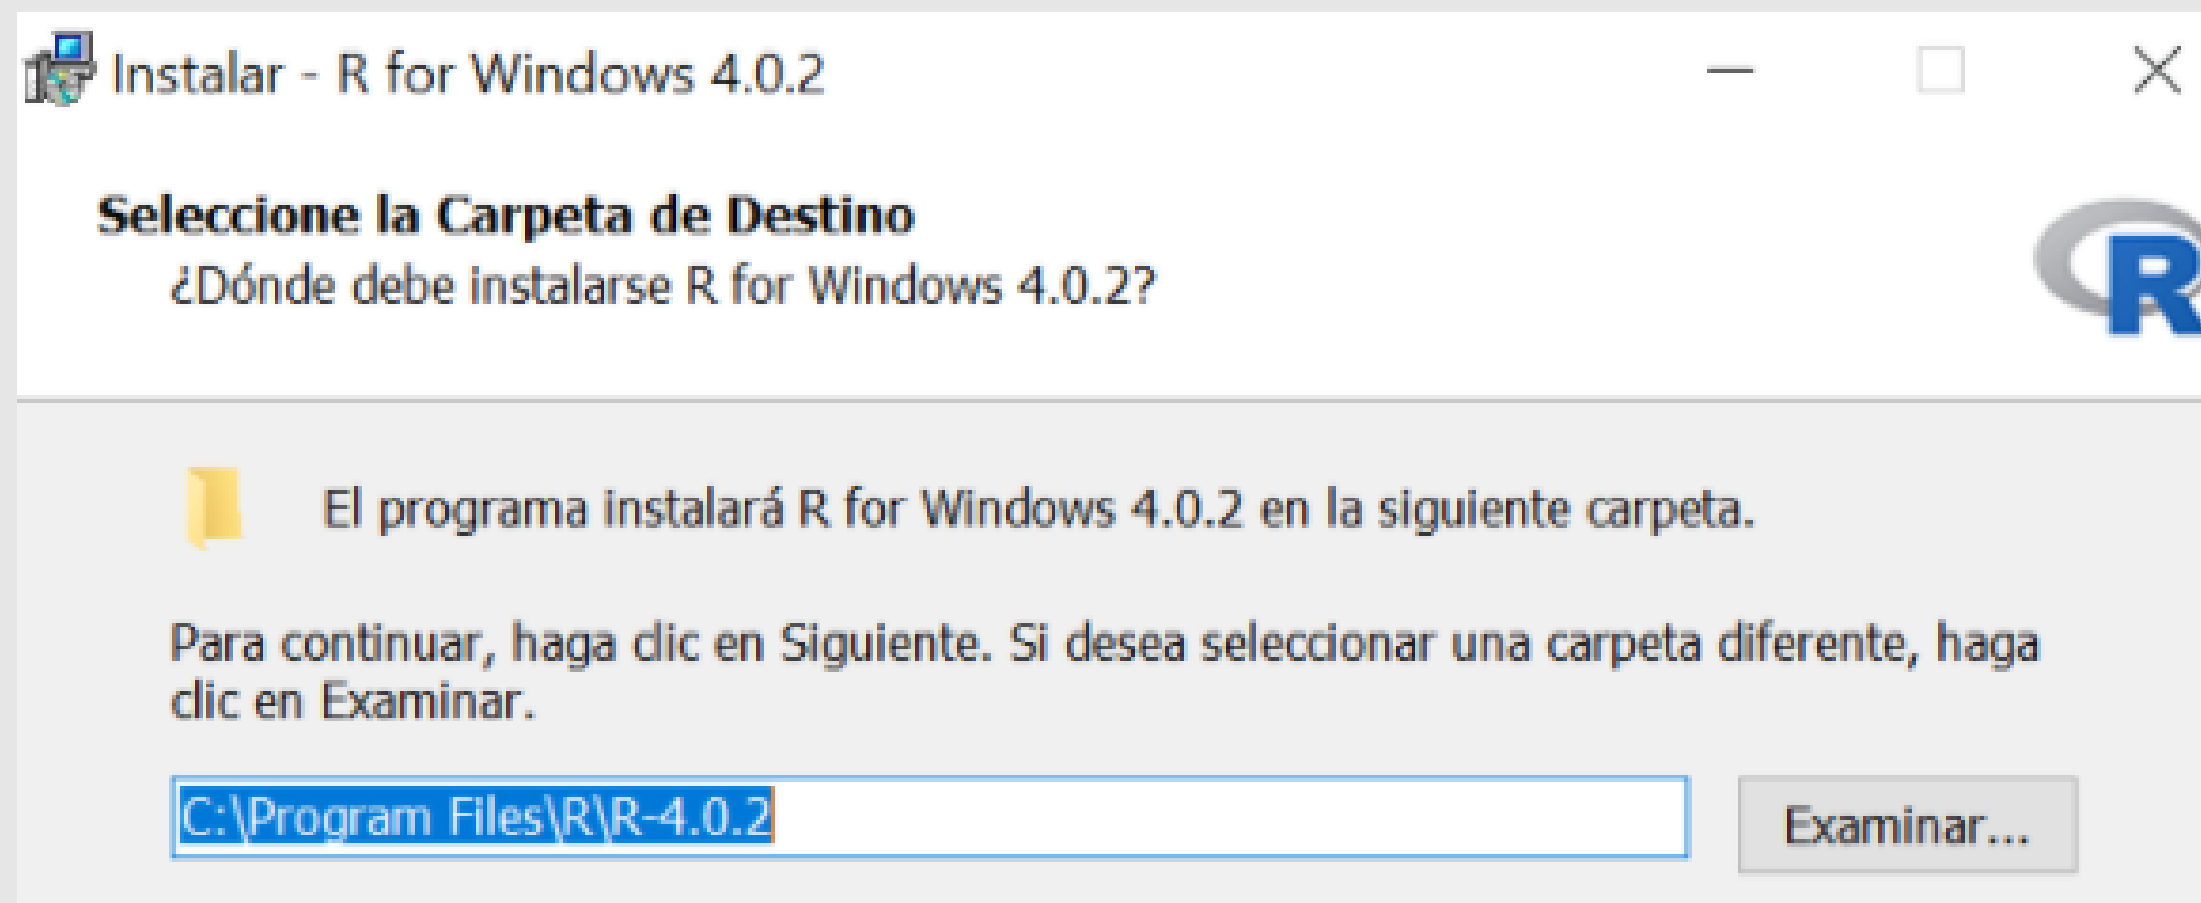 Instalar - R for Windows 4.0.2
Seleccione la Carpeta de Destino
¿Dónde debe instalarse R for Windows 4.0.2?
R
El programa instalará R for Windows 4.0.2 en la siguiente carpeta.
Para continuar, haga clic en Siguiente. Si desea seleccionar una carpeta diferente, haga
clic en Examinar.
C:\Program Files\R\R-4.0.2
Examinar...